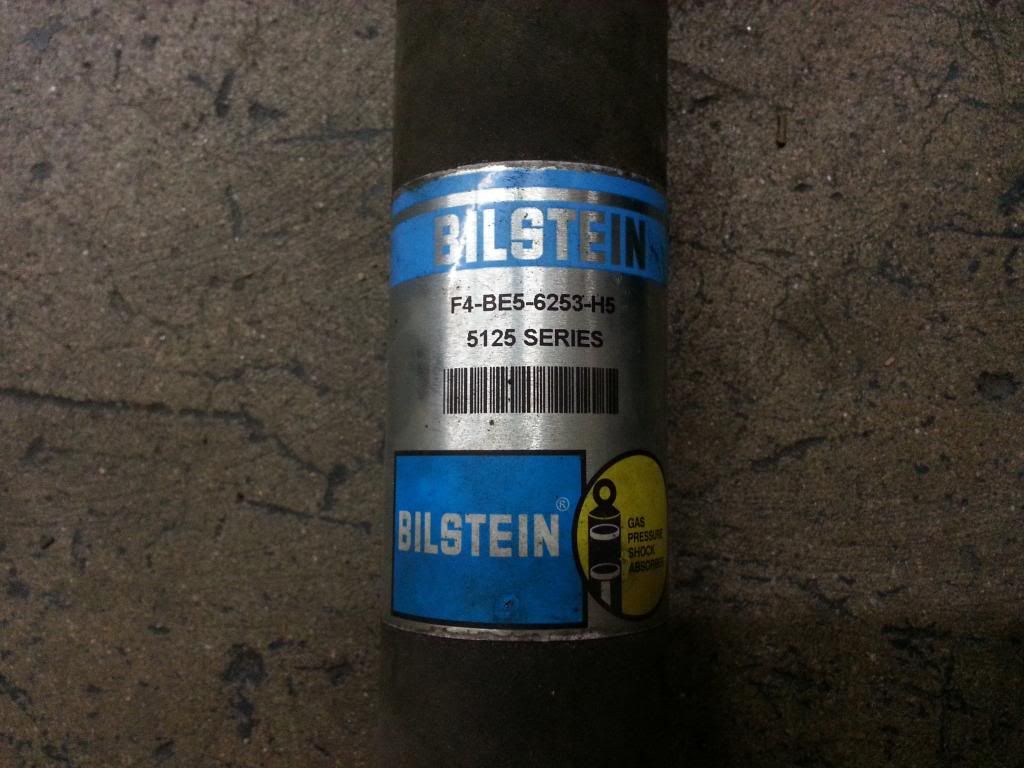 BILSTEIN
F4-BE5-6253-H5
5125 SERIES
BILSTEIN®
GAS
PRESSURE
SHOCK
ABSORBER